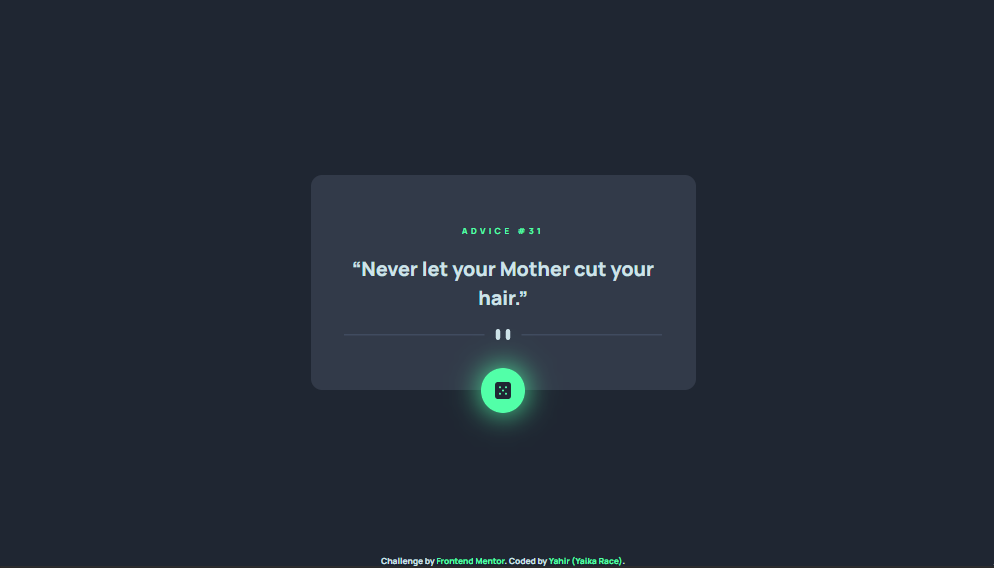 ADVICE #31
“Never let your Mother cut your
hair.”
Challenge by Frontend Mentor. Coded by Yahir (Yalka Race).